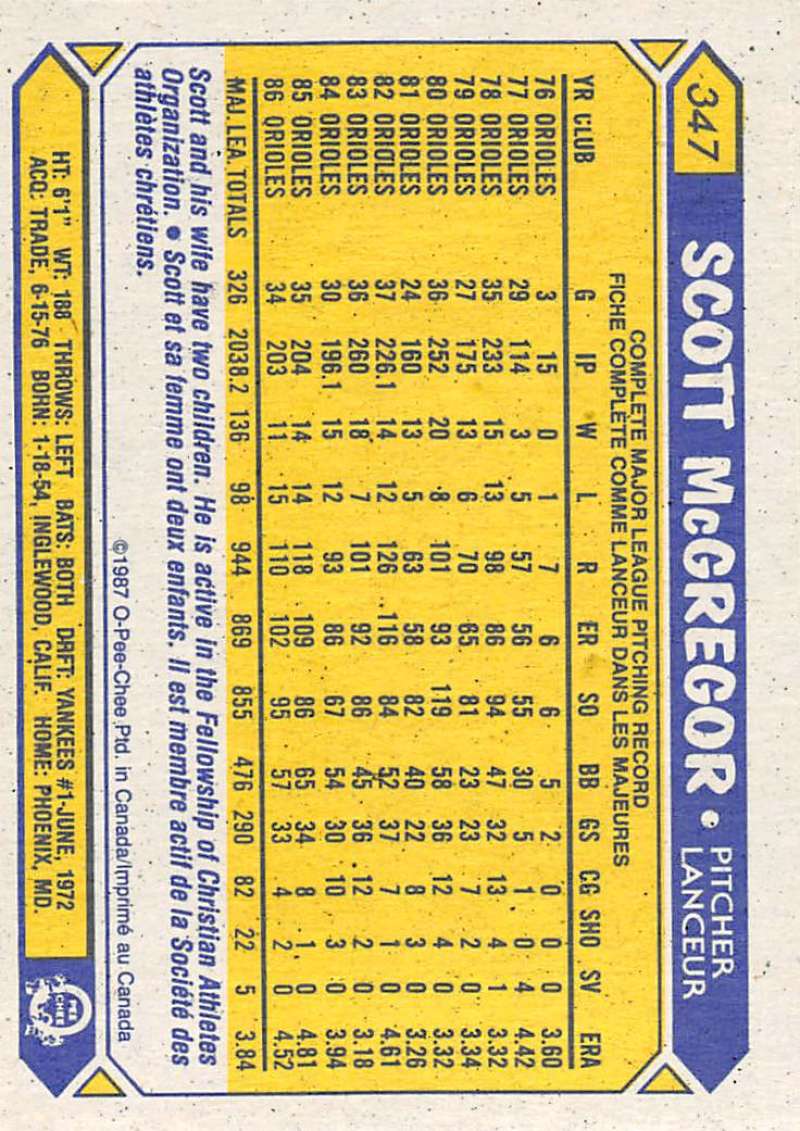 347 SCOTT McGREGOR • PITCHER LANCEUR
COMPLETE MAJOR LEAGUE PITCHING RECORD
FICHE COMPLÈTE COMME LANCEUR DANS LES MAJEURES
YR CLUB G IP W L R ER SO BB GS CG SHO SV ERA
76 ORIOLES 3 15 0 1 7 6 6 5 2 0 0 0 3.60
77 ORIOLES 29 114 3 5 57 56 55 30 5 1 0 4 4.42
78 ORIOLES 35 233 15 13 98 86 94 47 32 13 4 1 3.32
79 ORIOLES 27 175 13 6 70 65 81 23 23 7 2 0 3.34
80 ORIOLES 36 252 20 8 101 93 119 58 36 12 4 0 3.32
81 ORIOLES 24 160 13 5 63 58 82 40 22 8 3 0 3.26
82 ORIOLES 37 226.1 14 12 126 116 84 52 37 7 1 0 4.61
83 ORIOLES 36 260 18 7 101 92 86 45 36 12 2 0 3.18
84 ORIOLES 30 196.1 15 12 93 86 67 54 30 10 3 0 3.94
85 ORIOLES 35 204 14 14 118 109 86 65 34 8 1 0 4.81
86 ORIOLES 34 203 11 15 110 102 95 57 33 4 2 0 4.52
MAJ. LEA. TOTALS 326 2038.2 136 98 944 869 855 476 290 82 22 5 3.84
Scott and his wife have two children. He is active in the Fellowship of Christian Athletes
Organization. • Scott et sa femme ont deux enfants. Il est membre actif de la Société des
athlètes chrétiens.
©1987 O-Pee-Chee Ptd. in Canada/Imprimé au Canada
HT: 6'1" WT: 188 THROWS: LEFT BATS: BOTH DRFT: YANKEES #1-JUNE, 1972
ACQ: TRADE, 6-15-76 BORN: 1-18-54, INGLEWOOD, CALIF. HOME: PHOENIX, MD.
O PEE CHEE